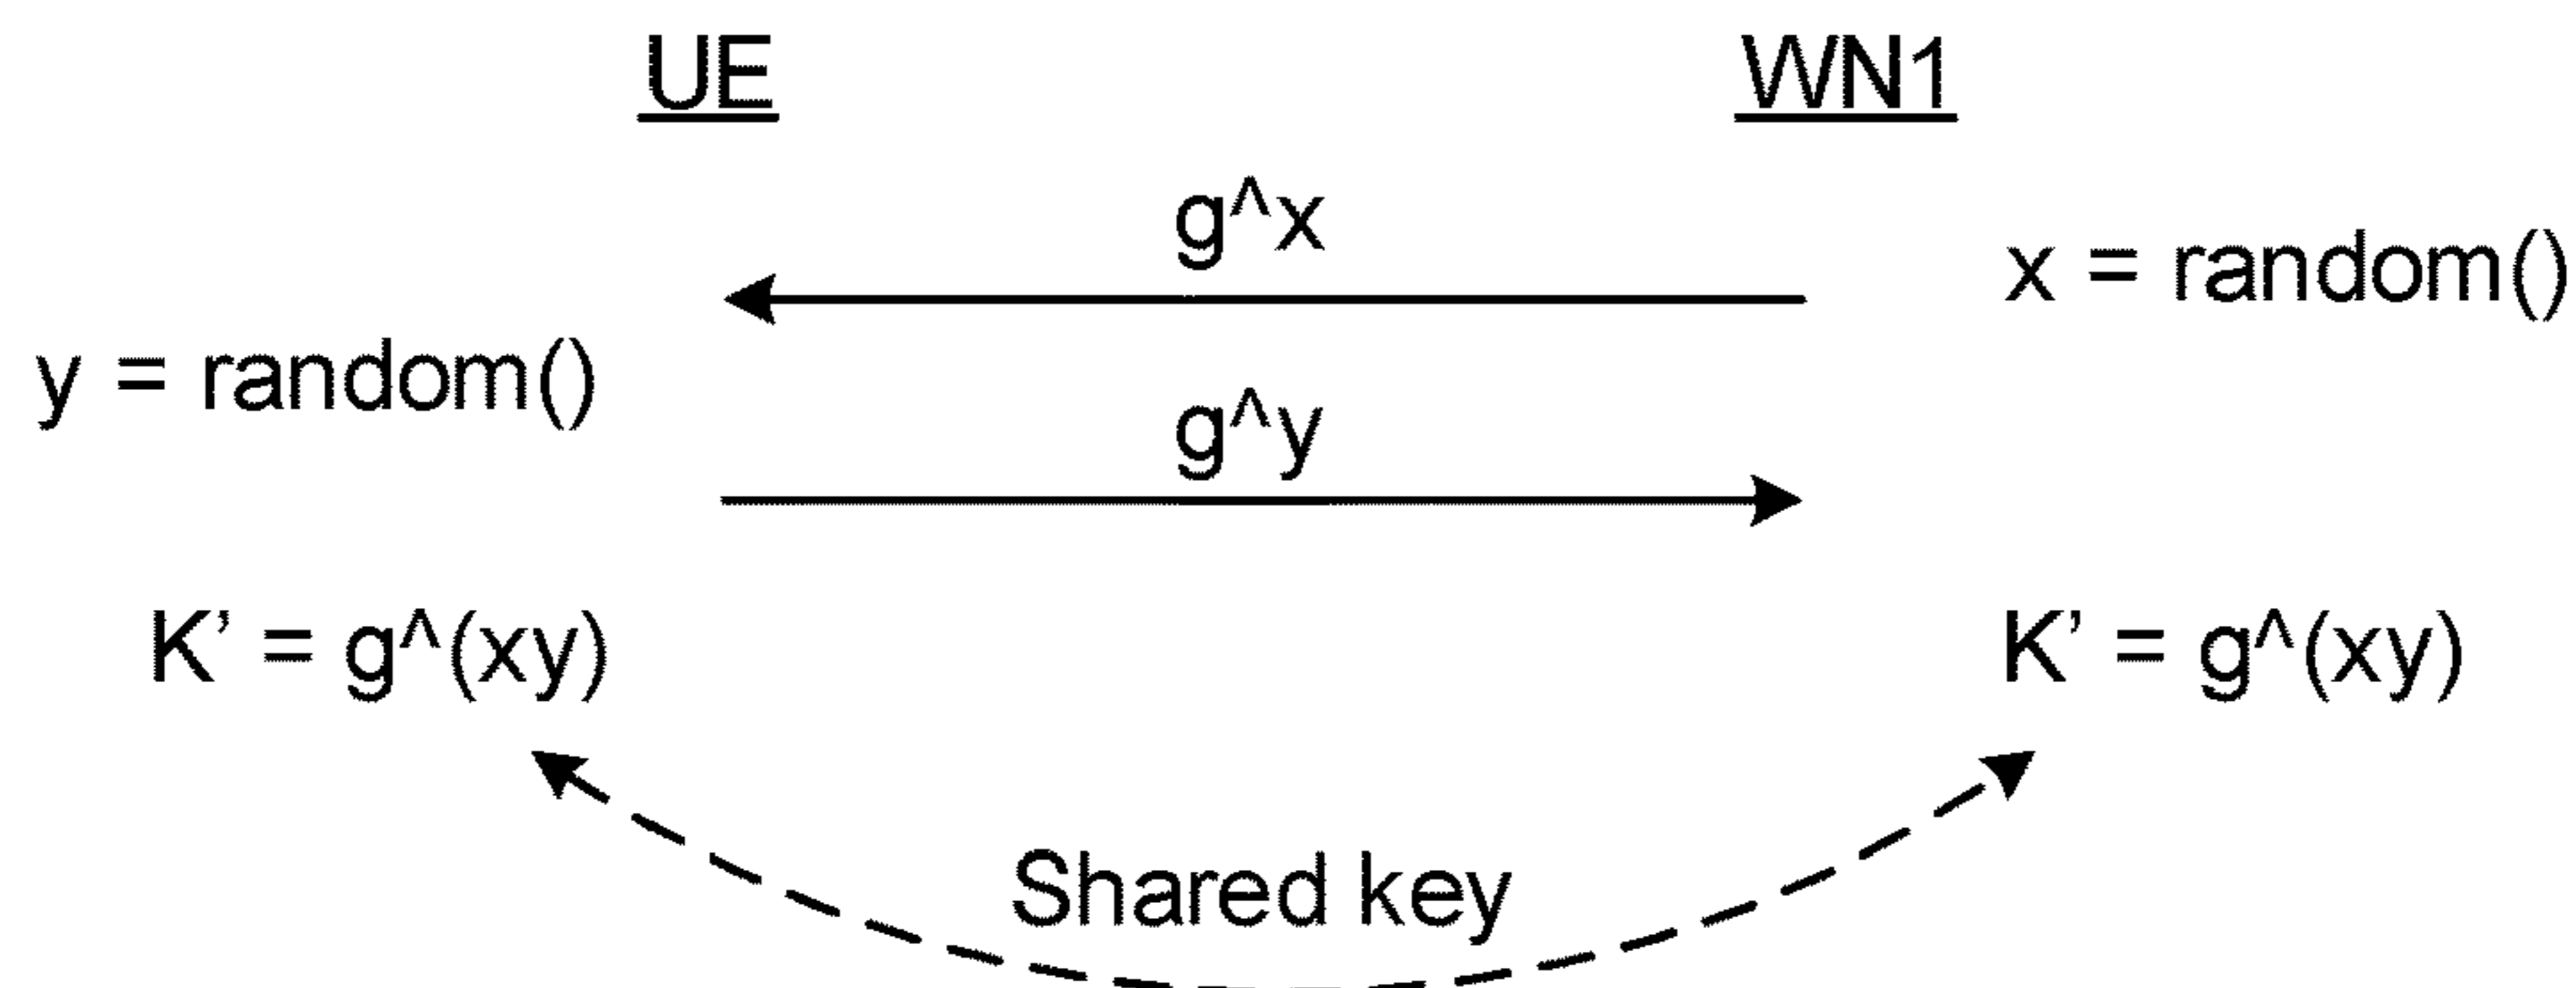 UE
WN1
g^x
x = random()
y = random()
g^y
K’ = g^(xy)
K’ = g^(xy)
Shared key